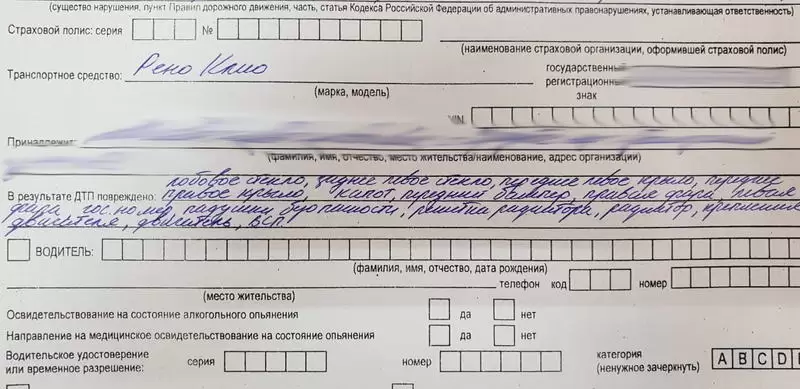 (существо нарушения, пункт Правил дорожного движения, часть, статья Кодекса Российской Федерации об административных правонарушениях, устанавливающая ответственность)
Страховой полис: серия №
(наименование страховой организации, оформившей страховой полис)
Транспортное средство: Рено Клио государственн
регистрационн
(марка, модель) знак
VIN
Принадлежит:
(фамилия, имя, отчество, место жительства/наименование, адрес организации)
лобовое стекло, заднее левое стекло, переднее левое крыло, переднее
В результате ДТП повреждено: правое крыло, капот, передний бампер, правая фара, левая
фара, гос. номер, подушки безопасности, решетка радиатора, радиатор, крепление
двигателя, двигатель, ВСП.
ВОДИТЕЛЬ:
(фамилия, имя, отчество, дата рождения)
телефон код номер
(место жительства)
Освидетельствование на состояние алкогольного опьянения да нет
Направление на медицинское освидетельствование на состояние опьянения да нет
Водительское удостоверение серия номер категория
или временное разрешение: (ненужное зачеркнуть) A B C D